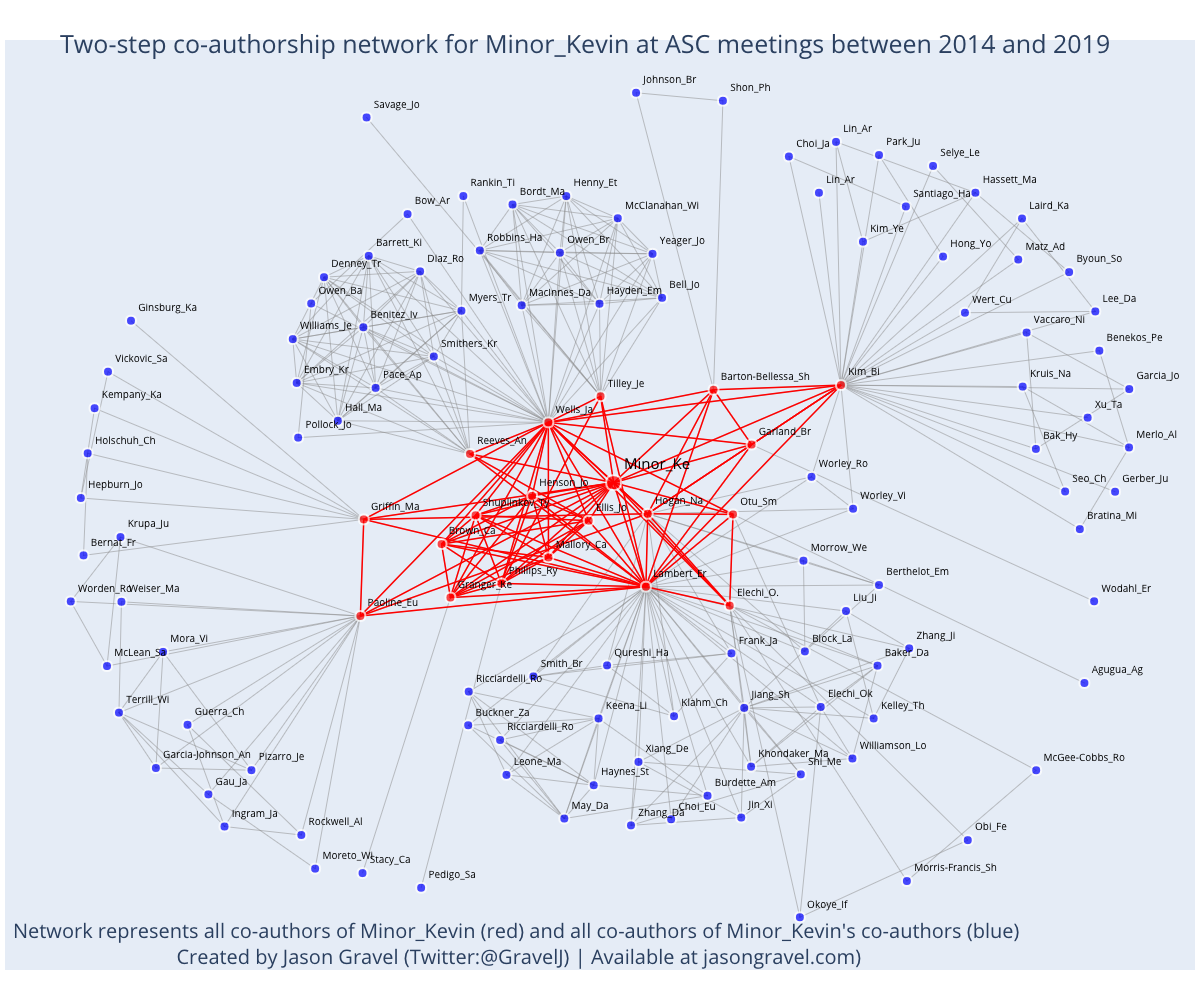 Two-step co-authorship network for Minor_Kevin at ASC meetings between 2014 and 2019
Johnson_Br
Shon_Ph
Savage_Jo
Lin_Ar
Choi_Ja
Park_Ju
Selye_Le
Rankin_Ti
Bordt_Ma
Henny_Et
Lin_Ar
Santiago_Ha
Hassett_Ma
Bow_Ar
McClanahan_Wi
Laird_Ka
Kim_Ye
Barrett_Ki
Robbins_Ha
Owen_Br
Yeager_Jo
Hong_Yo
Matz_Ad
Denney_Tr
Diaz_Ro
Byoun_So
Owen_Ba
Myers_Tr
MacInnes_Da
Hayden_Em
Bell_Jo
Wert_Cu
Lee_Da
Ginsburg_Ka
Williams_Je
Benitez_Iv
Vaccaro_Ni
Smithers_Kr
Benekos_Pe
Vickovic_Sa
Embry_Kr
Pace_Ap
Tilley_Je
Barton-Bellessa_Sh
Kim_Bi
Kruis_Na
Garcia_Jo
Kempany_Ka
Hall_Ma
Wells_Ja
Xu_Ta
Pollock_Jo
Reeves_An
Garland_Br
Bak_Hy
Merlo_Al
Holschuh_Ch
Minor_Ke
Worley_Ro
Hepburn_Jo
Henson_Jo
Seo_Ch
Gerber_Ju
Griffin_Ma
Ellis_Jo
Hogan_Na
Otu_Sm
Worley_Vi
Bratina_Mi
Krupa_Ju
Brown_Ca
Bernat_Fr
Mallory_Ca
Morrow_We
Phillips_Ry
Lambert_Er
Berthelot_Em
Worden_Ro
Weiser_Ma
Paoline_Eu
Granger_Re
Elechi_O.
Liu_Ji
Wodahl_Er
Mora_Vi
McLean_Sa
Smith_Br
Qureshi_Ha
Frank_Ja
Block_La
Zhang_Ji
Baker_Da
Agugua_Ag
Terrill_Wi
Ricciardelli_Ro
Keena_Li
Klahm_Ch
Jiang_Sh
Elechi_Ok
Kelley_Th
Guerra_Ch
Buckner_Za
Ricciardelli_Ro
Garcia-Johnson_An
Pizarro_Je
Leone_Ma
Xiang_De
Khondaker_Ma
Shi_Me
Williamson_Lo
McGee-Cobbs_Ro
Gau_Ja
Haynes_St
Burdette_Am
Ingram_Ja
Rockwell_Al
May_Da
Zhang_Da
Choi_Eu
Jin_Xi
Obi_Fe
Moreto_Wi
Stacy_Ca
Pedigo_Sa
Morris-Francis_Sh
Okoye_If
Network represents all co-authors of Minor_Kevin (red) and all co-authors of Minor_Kevin's co-authors (blue)
Created by Jason Gravel (Twitter:@GravelJ) | Available at jasongravel.com)